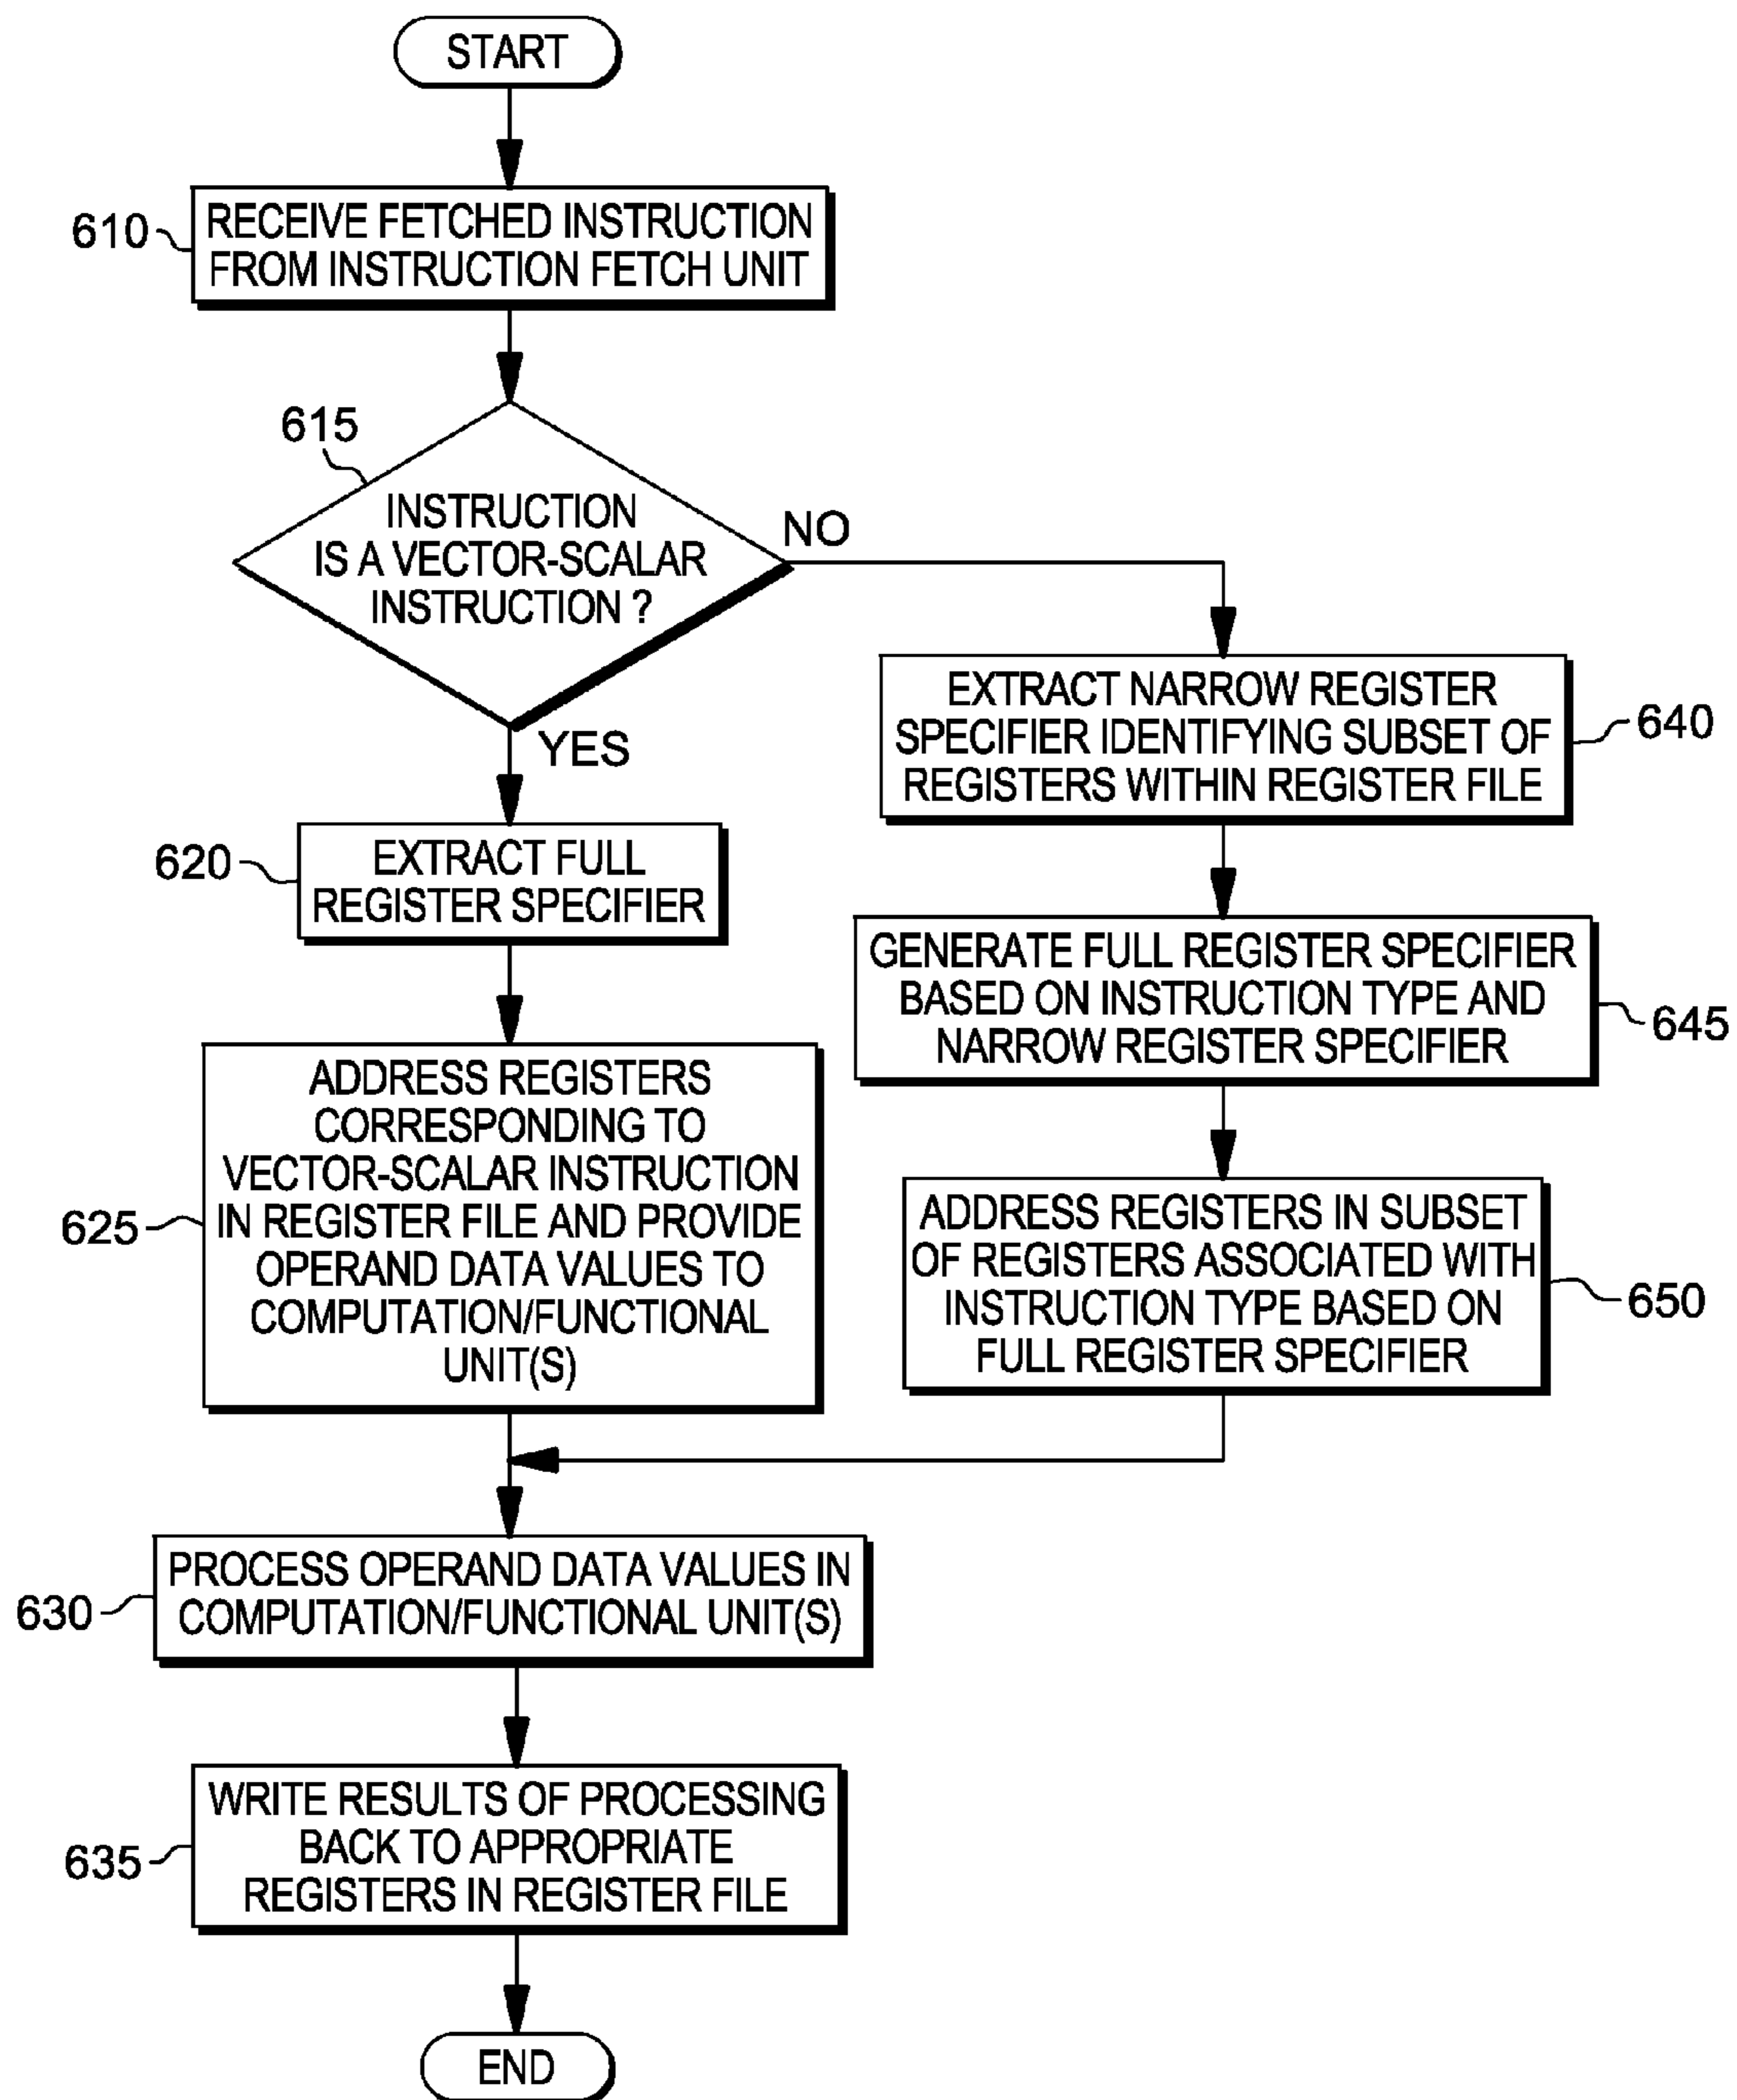 START
610
RECEIVE FETCHED INSTRUCTION
FROM INSTRUCTION FETCH UNIT
615
INSTRUCTION
IS A VECTOR-SCALAR
INSTRUCTION ?
NO
YES
620
EXTRACT FULL
REGISTER SPECIFIER
625
ADDRESS REGISTERS
CORRESPONDING TO
VECTOR-SCALAR INSTRUCTION
IN REGISTER FILE AND PROVIDE
OPERAND DATA VALUES TO
COMPUTATION/FUNCTIONAL
UNIT(S)
EXTRACT NARROW REGISTER
SPECIFIER IDENTIFYING SUBSET OF
REGISTERS WITHIN REGISTER FILE
640
GENERATE FULL REGISTER SPECIFIER
BASED ON INSTRUCTION TYPE AND
NARROW REGISTER SPECIFIER
645
ADDRESS REGISTERS IN SUBSET
OF REGISTERS ASSOCIATED WITH
INSTRUCTION TYPE BASED ON
FULL REGISTER SPECIFIER
650
630
PROCESS OPERAND DATA VALUES IN
COMPUTATION/FUNCTIONAL UNIT(S)
635
WRITE RESULTS OF PROCESSING
BACK TO APPROPRIATE
REGISTERS IN REGISTER FILE
END